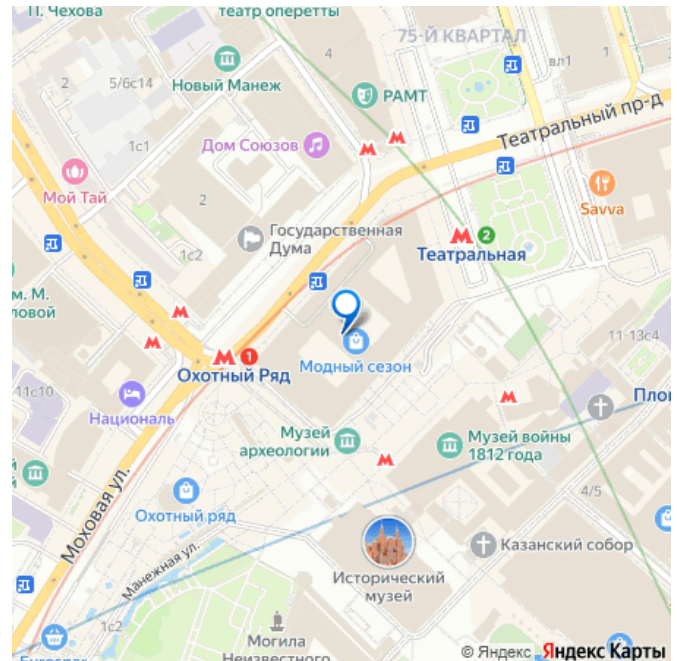 П. Чехова
театр оперетты
75-Й КВАРТАЛ
2
5/6с14
4
вл1
Новый Манеж
РАМТ
Театральный пр-д
1с1
Дом Союзов
Мой Тай
2
Savva
Государственная
Дума
2
Театральная
1с2
м. М.
ловой
11-13с4
1
Охотный Ряд
Модный сезон
11с10
Националь
Пло
Музей
археологии
Музей войны
1812 года
Моховая ул.
4/5
Охотный ряд
Казанский собор
Манежная ул.
Исторический
музей
1с2
Могила
Неизвестного
© Яндекс Яндекс Карты